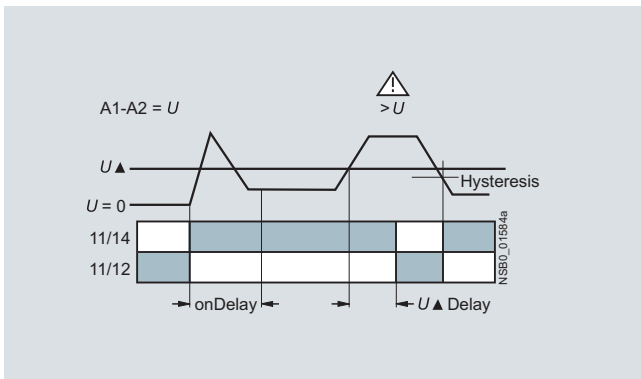 A1-A2 = U
!
>U
U▲
Hysteresis
U = 0
11/14
11/12
NSB0_01584a
onDelay
U▲ Delay